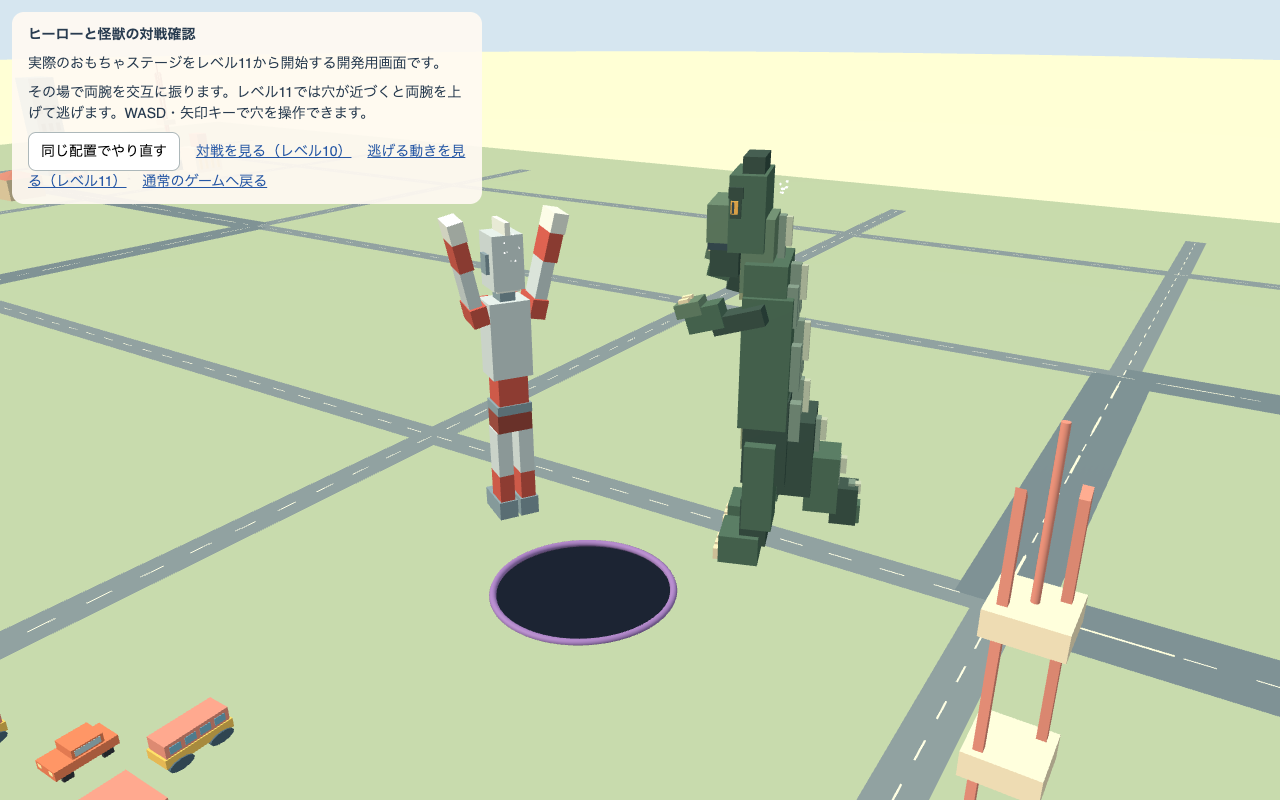 ヒーローと怪獣の対戦確認
実際のおもちゃステージをレベル11から開始する開発用画面です。
その場で両腕を交互に振ります。レベル11では穴が近づくと両腕を上
げて逃げます。WASD・矢印キーで穴を操作できます。
同じ配置でやり直す 対戦を見る（レベル10） 逃げる動きを見
る（レベル11） 通常のゲームへ戻る